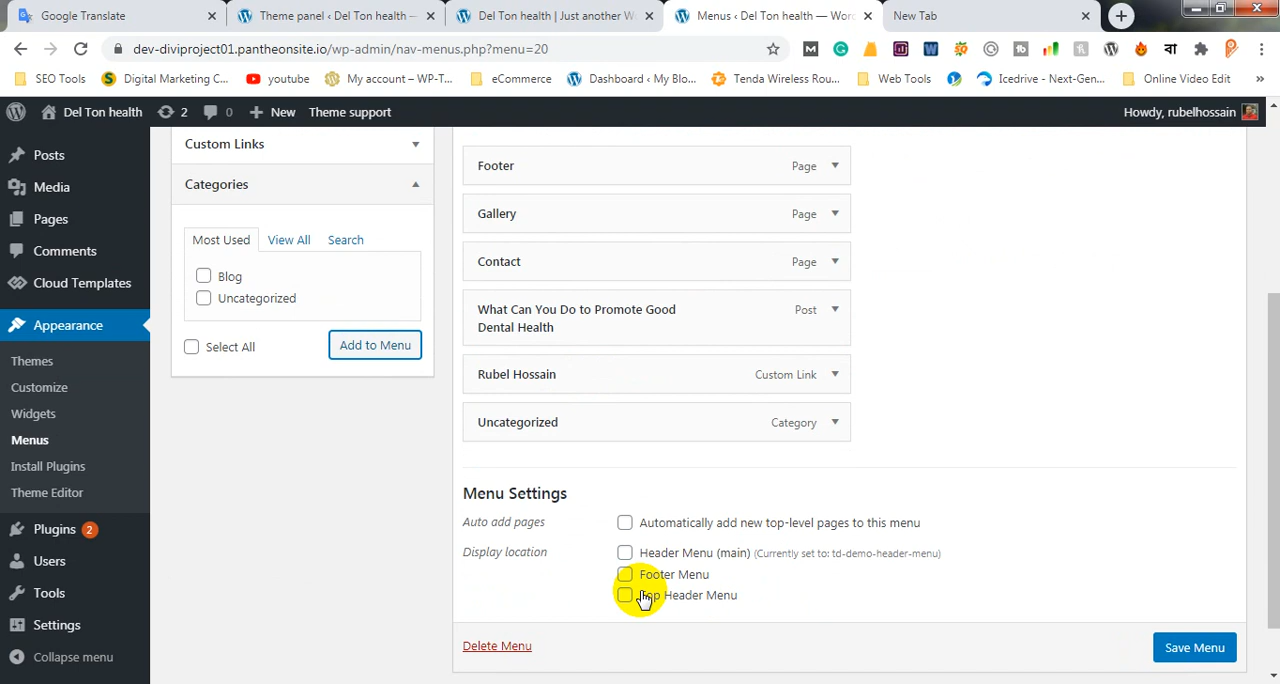 Google Translate
Theme panel ‹ Del Ton health —
Del Ton health | Just another W
Menus ‹ Del Ton health — Wor
New Tab
dev-diviproject01.pantheonsite.io/wp-admin/nav-menus.php?menu=20
SEO Tools
Digital Marketing C...
youtube
My account – WP-T...
eCommerce
Dashboard ‹ My Blo...
Tenda Wireless Rou...
Web Tools
Icedrive - Next-Gen...
Online Video Edit
»
Del Ton health
2
0
New
Theme support
Howdy, rubelhossain
Posts
Media
Pages
Comments
Cloud Templates
Appearance
Themes
Customize
Widgets
Menus
Install Plugins
Theme Editor
Plugins 2
Users
Tools
Settings
Collapse menu
Custom Links
Categories
Most Used
View All
Search
Blog
Uncategorized
Select All
Add to Menu
Footer
Page
Gallery
Page
Contact
Page
What Can You Do to Promote Good
Dental Health
Post
Rubel Hossain
Custom Link
Uncategorized
Category
Menu Settings
Auto add pages
Automatically add new top-level pages to this menu
Display location
Header Menu (main) (Currently set to: td-demo-header-menu)
Footer Menu
Header Menu
Delete Menu
Save Menu